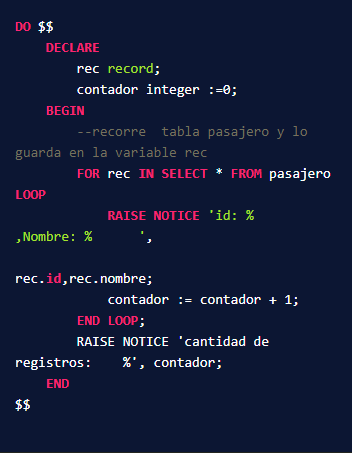 DO $$
    DECLARE
        rec record;
        contador integer :=0;
    BEGIN
        --recorre  tabla pasajero y lo
guarda en la variable rec
        FOR rec IN SELECT * FROM pasajero
LOOP
            RAISE NOTICE 'id: %
,Nombre: %      ',
rec.id,rec.nombre;
            contador := contador + 1;
        END LOOP;
        RAISE NOTICE 'cantidad de
registros:    %', contador;
    END
$$